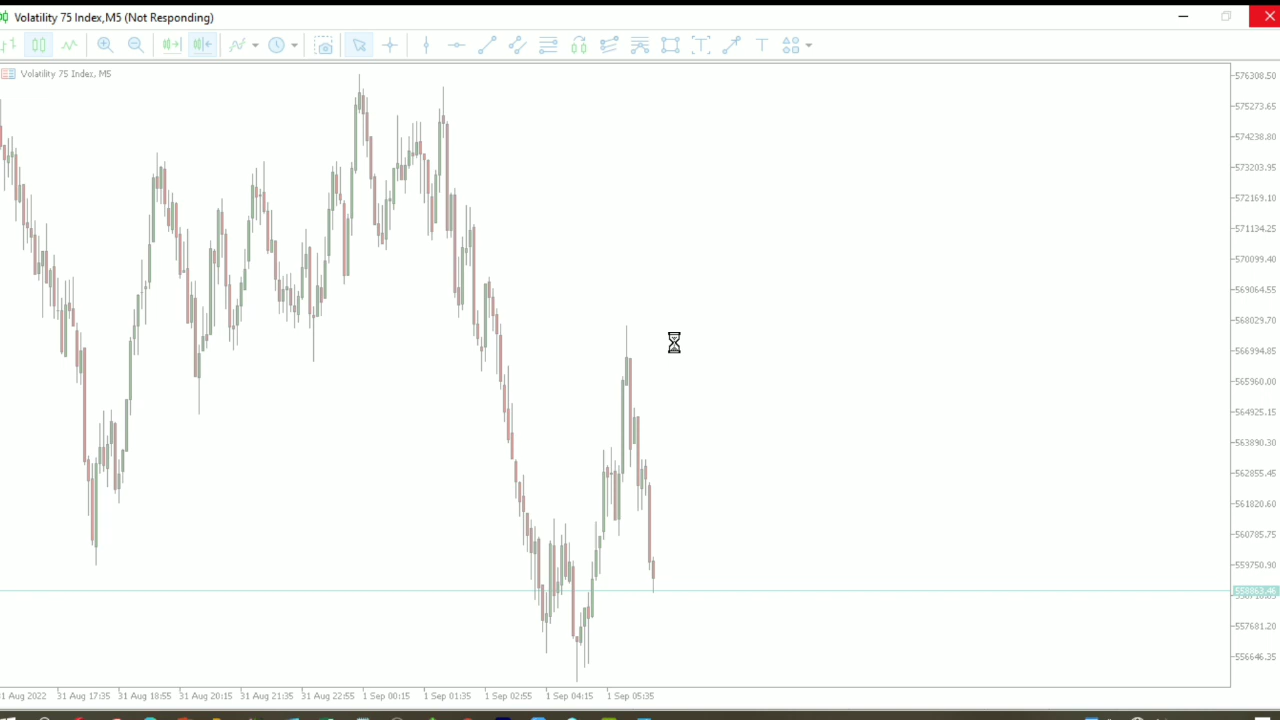 Volatility 75 Index,M5 (Not Responding)
Volatility 75 Index, M5
576308.50
575273.65
574238.80
573203.95
572169.10
571134.25
570099.40
569064.55
568029.70
566994.85
565960.00
564925.15
563890.30
562855.45
561820.60
560785.75
559750.90
558863.46
557681.20
556646.35
31 Aug 17:35
31 Aug 18:55
31 Aug 20:15
31 Aug 21:35
31 Aug 22:55
1 Sep 00:15
1 Sep 01:35
1 Sep 02:55
1 Sep 04:15
1 Sep 05:35